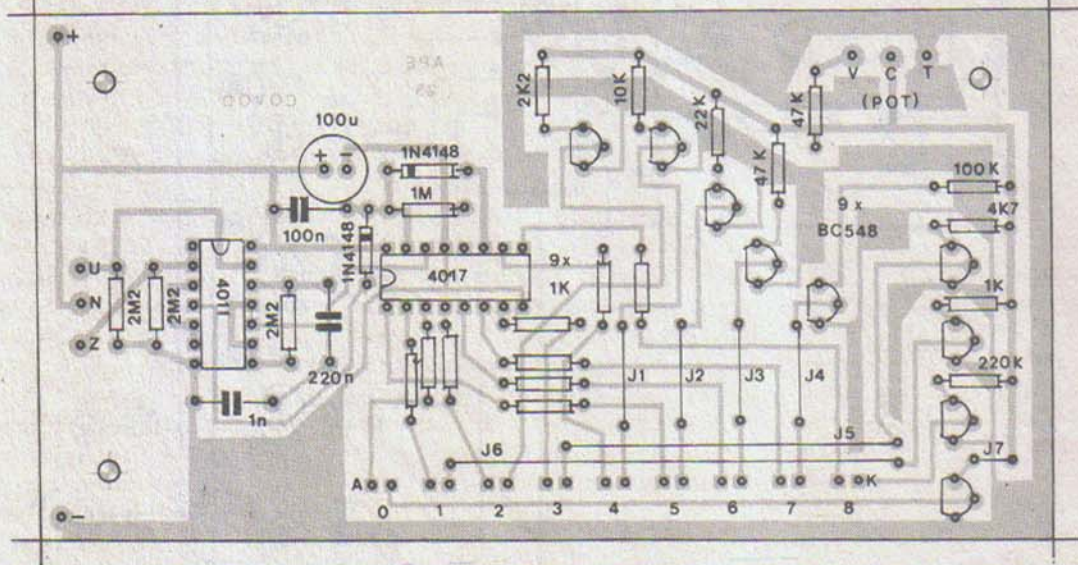 +
V C T
(POT)
2K2
10K
22K
47K
47K
100u
+ -
1N4148
1M
100n
1N4148
100K
4K7
9x
BC548
U
N
Z
2M2
2M2
4011
2M2
4017
9x
1K
1K
220n
1n
220K
J1 J2 J3 J4
J5
J6
J7
A
K
0 1 2 3 4 5 6 7 8
-